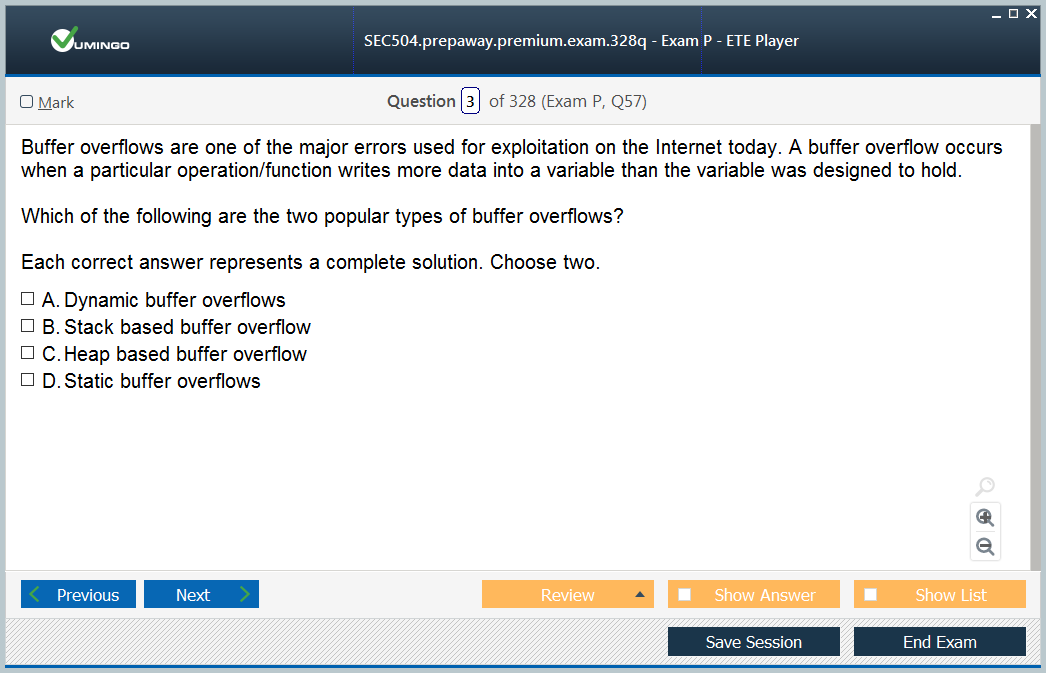 VUMINGO
SEC504.prepaway.premium.exam.328q - Exam P - ETE Player
Mark
Question 3 of 328 (Exam P, Q57)
Buffer overflows are one of the major errors used for exploitation on the Internet today. A buffer overflow occurs
when a particular operation/function writes more data into a variable than the variable was designed to hold.
Which of the following are the two popular types of buffer overflows?
Each correct answer represents a complete solution. Choose two.
A. Dynamic buffer overflows
B. Stack based buffer overflow
C. Heap based buffer overflow
D. Static buffer overflows
Previous Next Review Show Answer Show List
Save Session End Exam